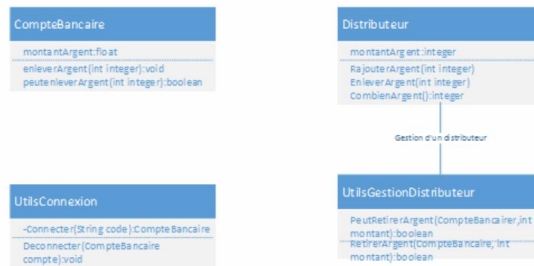 CompteBancaire
montantArgent:float
enleverArgent(int integer):void
peutenleverArgent(int integer):boolean
Distributeur
montantArgent:integer
RajouterArgent(int integer)
EnleverArgent(int integer)
CombienArgent():integer
Gestion d'un distributeur
UtilsConnexion
-Connecter(String code):CompteBancaire
Deconnecter(CompteBancaire
compte):void
UtilsGestionDistributeur
PeutRetirerArgent(CompteBancairer,int
montant):boolean
RetirerArgent(CompteBancaire, int
montant):boolean